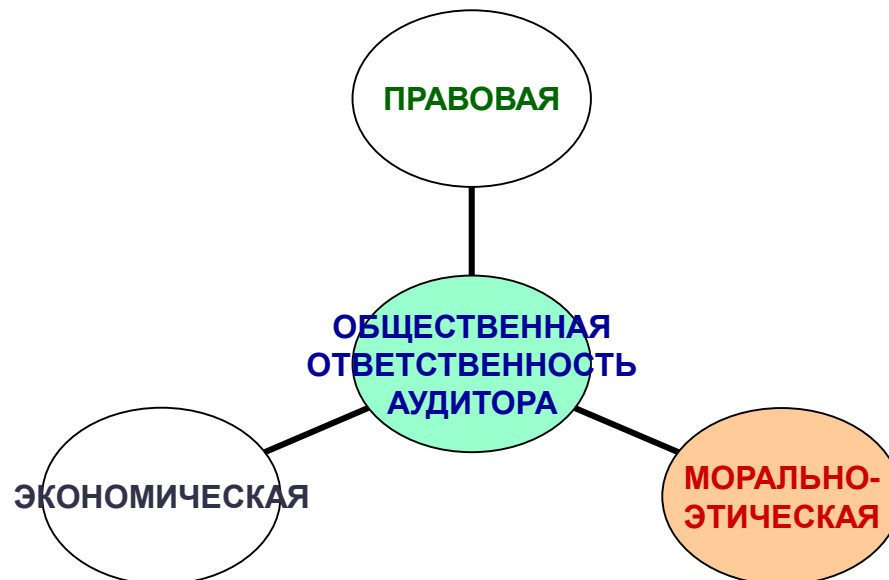 ПРАВОВАЯ
ОБЩЕСТВЕННАЯ
ОТВЕТСТВЕННОСТЬ
АУДИТОРА
ЭКОНОМИЧЕСКАЯ
МОРАЛЬНО-
ЭТИЧЕСКАЯ